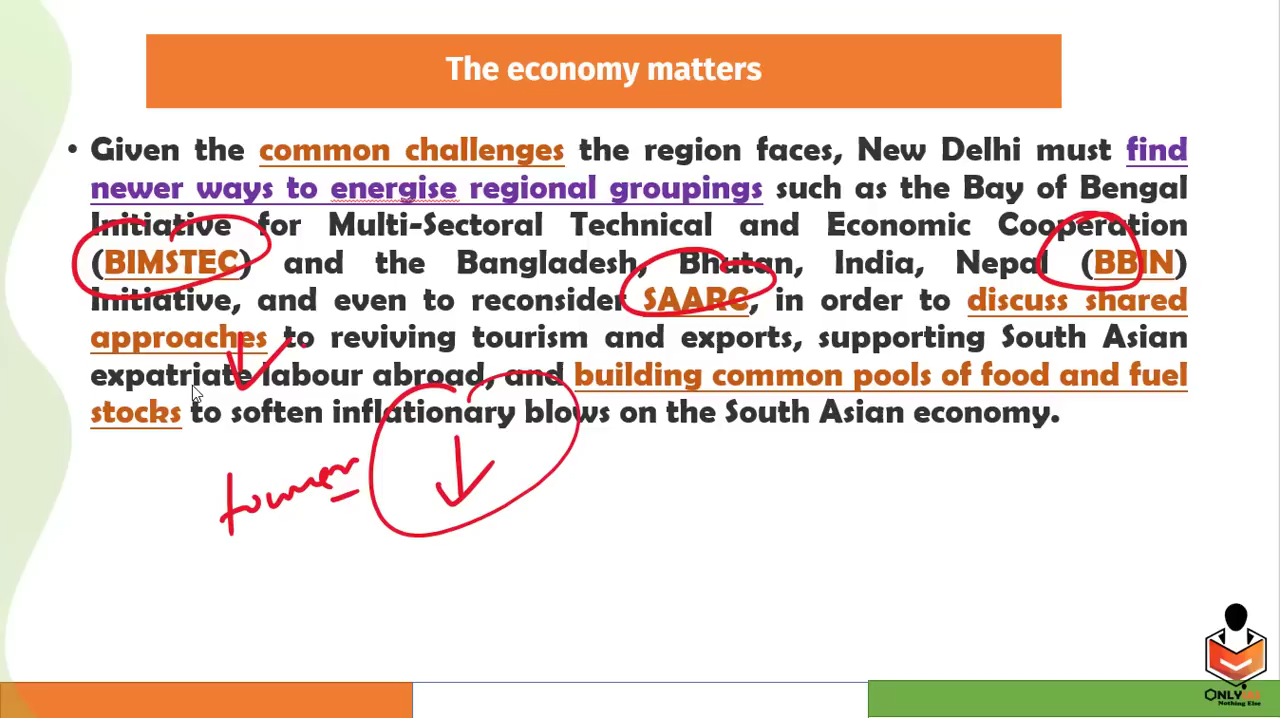 The economy matters
• Given the common challenges the region faces, New Delhi must find
newer ways to energise regional groupings such as the Bay of Bengal
Initiative for Multi-Sectoral Technical and Economic Cooperation
(BIMSTEC) and the Bangladesh, Bhutan, India, Nepal (BBIN)
Initiative, and even to reconsider SAARC, in order to discuss shared
approaches to reviving tourism and exports, supporting South Asian
expatriate labour abroad, and building common pools of food and fuel
stocks to soften inflationary blows on the South Asian economy.
Nothing Else